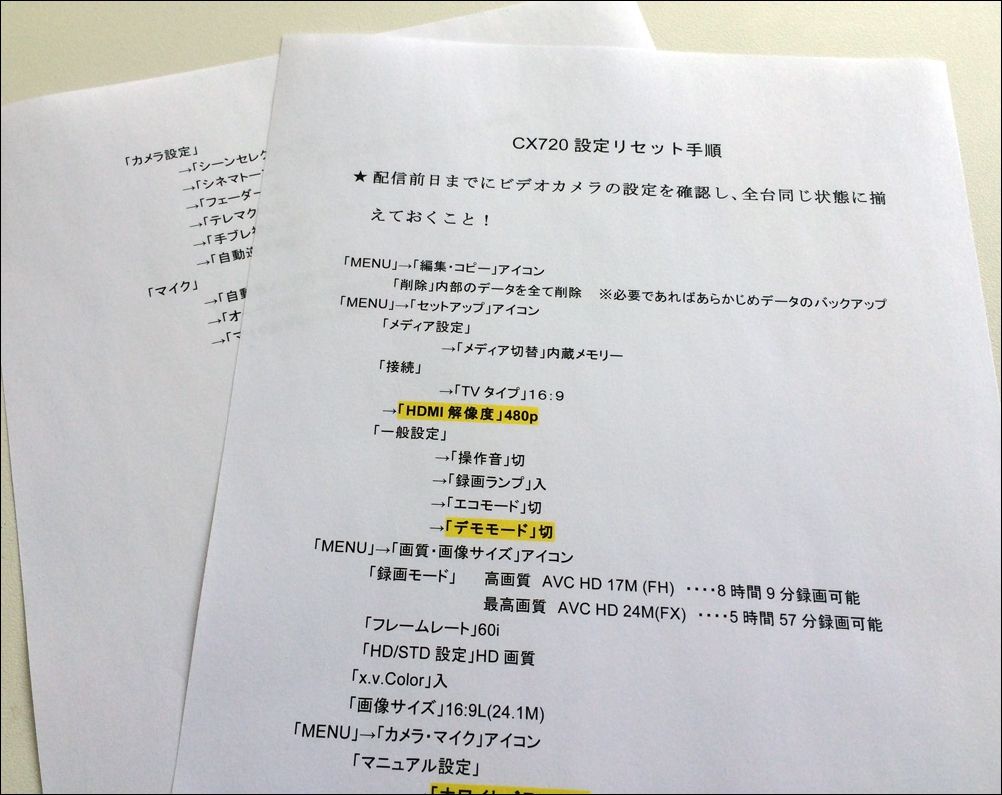 CX720 設定リセット手順
★ 配信前日までにビデオカメラの設定を確認し、全台同じ状態に揃
えておくこと!
「MENU」→「編集・コピー」アイコン
「削除」内部のデータを全て削除 ※必要であればあらかじめデータのバックアップ
「MENU」→「セットアップ」アイコン
「メディア設定」
→「メディア切替」内蔵メモリー
「接続」
→「TVタイプ」16:9
→「HDMI 解像度」480p
「一般設定」
→「操作音」切
→「録画ランプ」入
→「エコモード」切
→「デモモード」切
「MENU」→「画質・画像サイズ」アイコン
「録画モード」 高画質 AVC HD 17M (FH) ‥‥8 時間 9 分録画可能
最高画質 AVC HD 24M(FX) ‥‥5 時間 57 分録画可能
「フレームレート」60i
「HD/STD 設定」HD 画質
「x.v.Color」入
「画像サイズ」16:9L(24.1M)
「MENU」→「カメラ・マイク」アイコン
「マニュアル設定」
「カメラ設定」
→「シーンセレク
→「シネマトー
→「フェーダー
→「テレマク
→「手ブレ
→「自動
「マイク」
→「自動
→「オ
→「マ